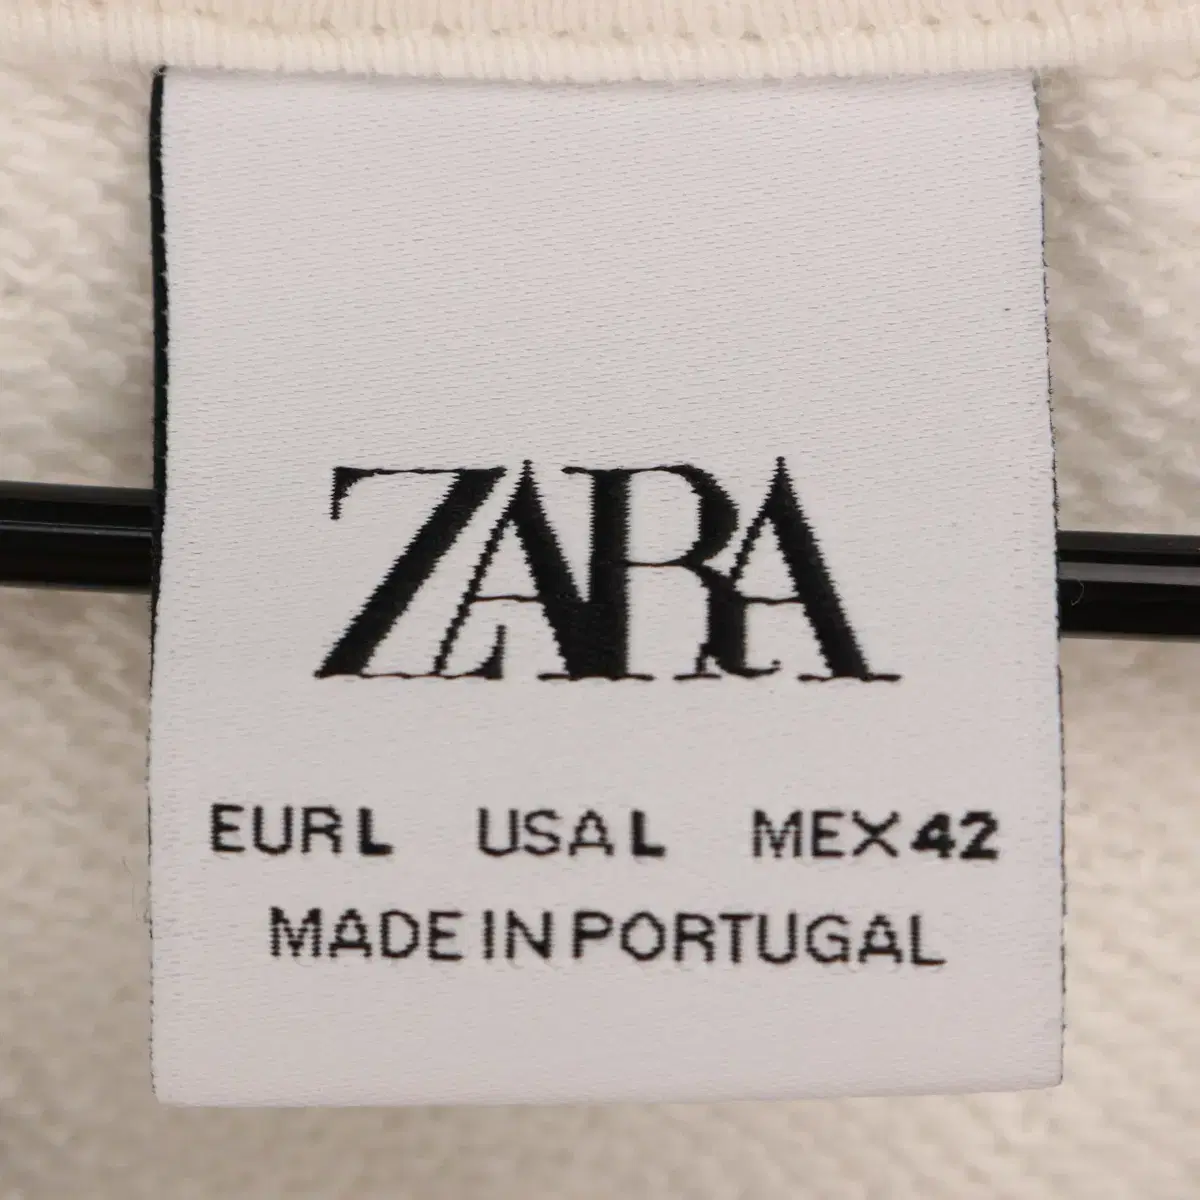 ZARA
EUR L USA L MEX 42
MADE IN PORTUGAL